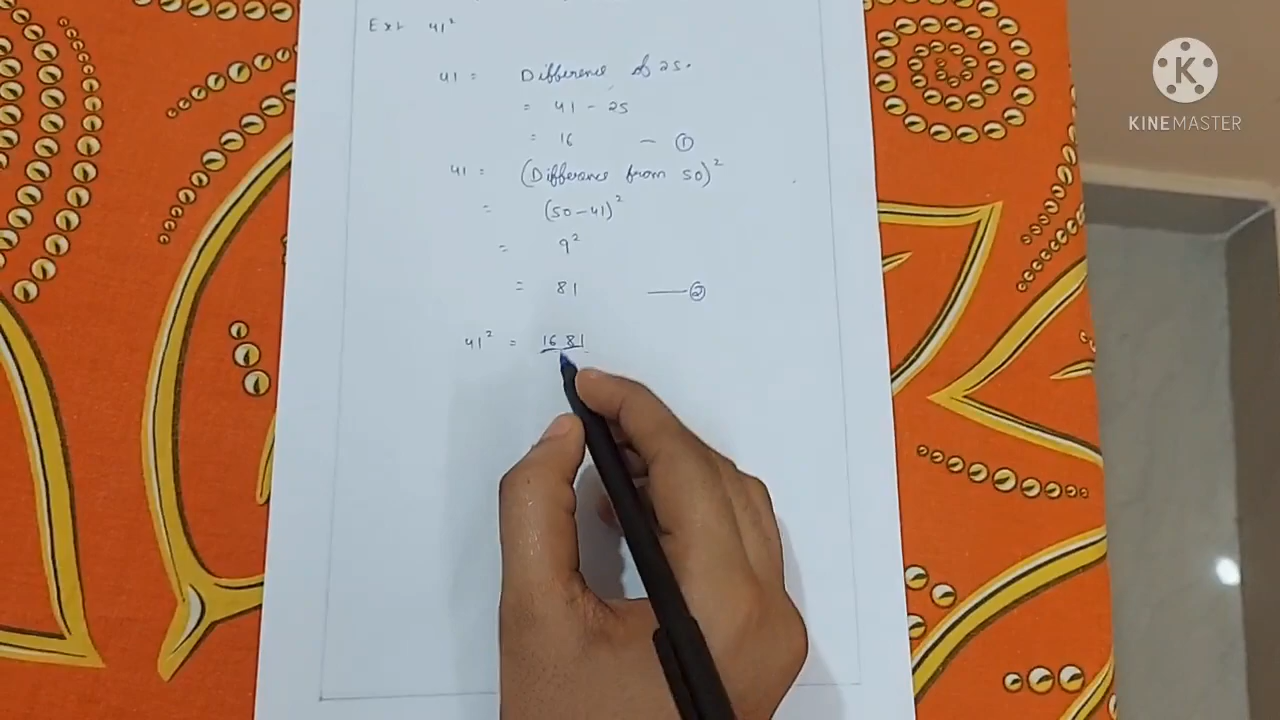 Ex:- 41²
41 = Difference of 25.
= 41 - 25
= 16 — ①
41 = (Difference from 50)²
= (50-41)²
= 9²
= 81 — ②
41² = 1681
K
KINEMASTER